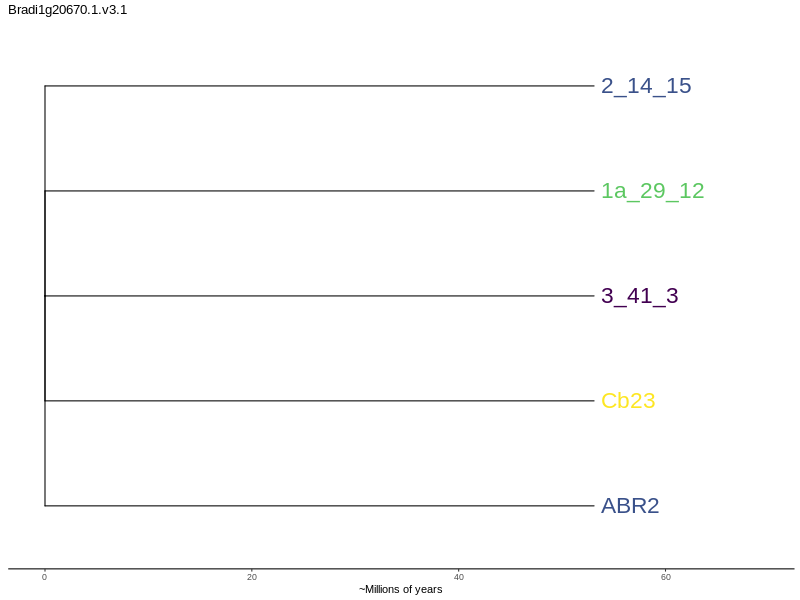 Bradi1g20670.1.v3.1
2_14_15
1a_29_12
3_41_3
Cb23
ABR2
0 20 40 60
~Millions of years